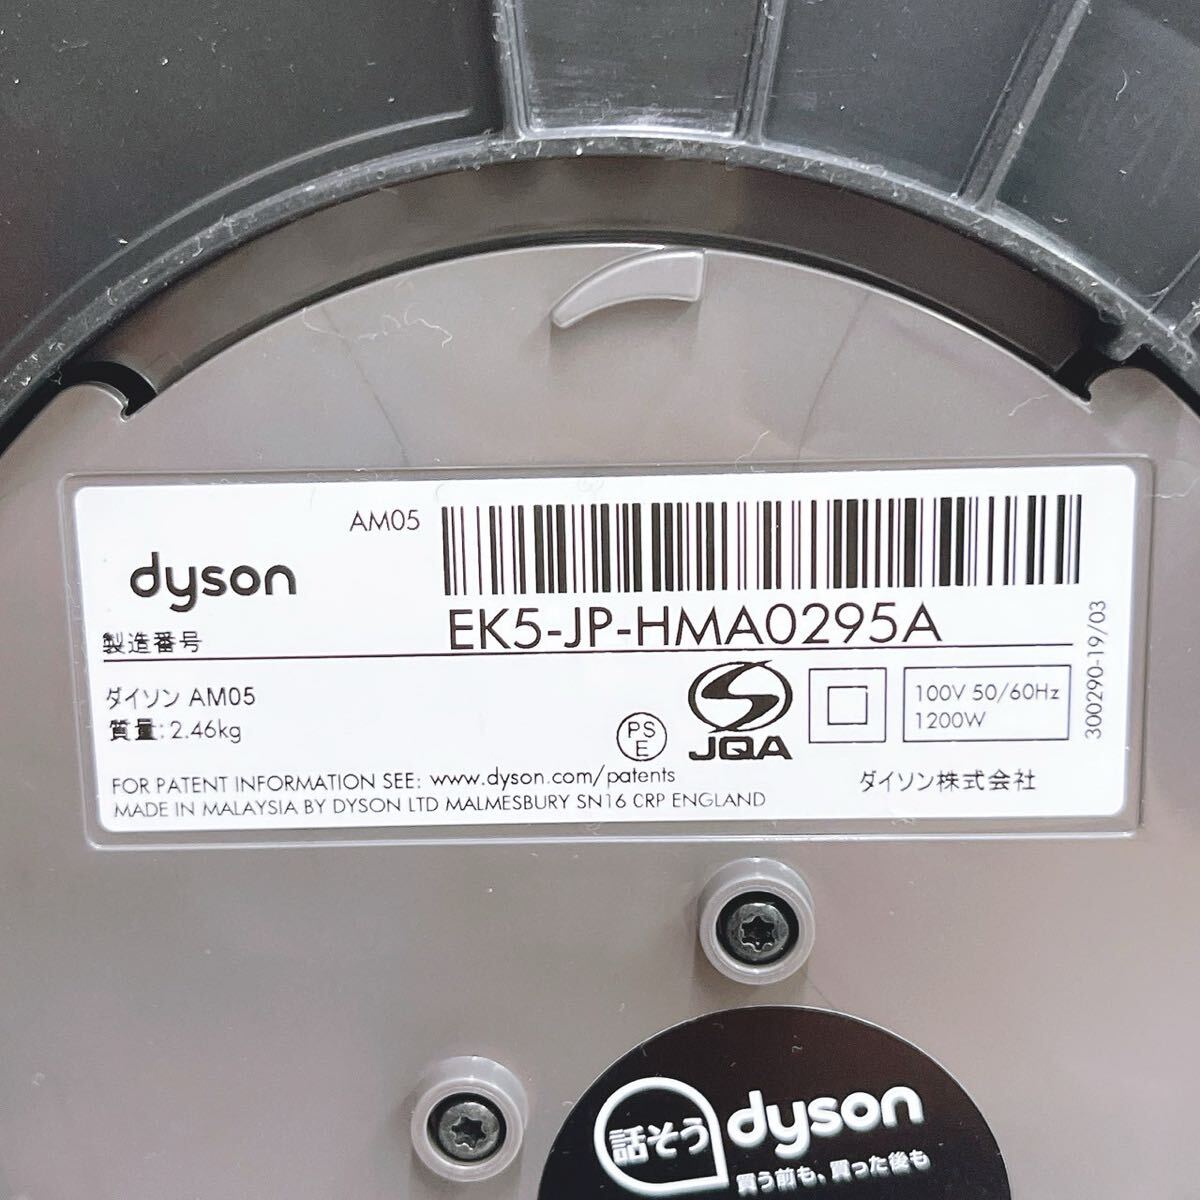 AM05
dyson
EK5-JP-HMA0295A
製造番号
ダイソン AM05
質量:2.46kg
PS
E
JQA
100V 50/60Hz
1200W
300290-19/03
FOR PATENT INFORMATION SEE: www.dyson.com/patents
ダイソン株式会社
MADE IN MALAYSIA BY DYSON LTD MALMESBURY SN16 CRP ENGLAND
話そう
dyson
買う前も、買った後も